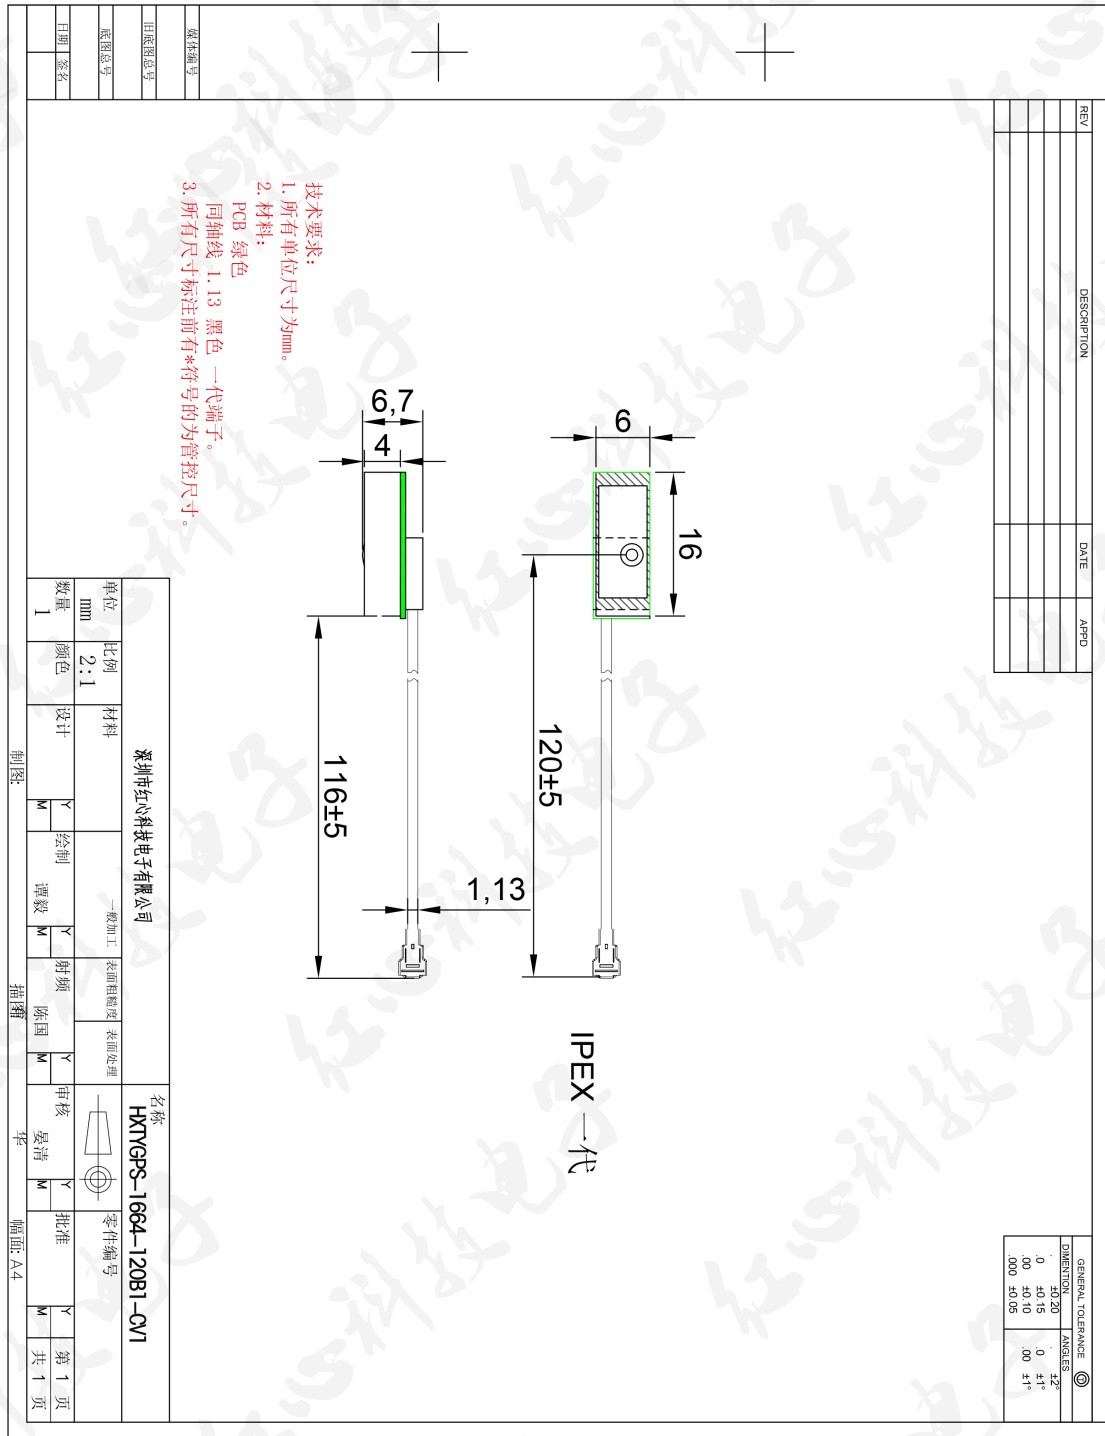 媒体编号
旧底图总号
底图总号
日期 签名
REV DESCRIPTION DATE APPD
技术要求:
1.所有单位尺寸为mm。
2.材料:
PCB 绿色
同轴线 1.13 黑色 一代端子。
3.所有尺寸标注前有*符号的为管控尺寸。
6,7
4
6
16
120±5
116±5
1,13
IPEX 一代
GENERAL TOLERANCE
DIMENTION ANGLES
. ±0.20 . ±2°
.0 ±0.15 .0 ±1°
.00 ±0.10 .00 ±1°
.000 ±0.05
深圳市红心科技电子有限公司
名称
HXTYGPS-1664-120B1-CV1
单位 比例 材料 一般加工 表面粗糙度 表面处理 零件编号
mm 2:1
数量 颜色 设计 Y 绘制 Y 射频 Y 审核 Y 批准 Y 第 1 页
1 M 谭毅 M 陈国 M 晏清 M M 共 1 页
华
制图: 描图: 幅面: A4
红心科技电子